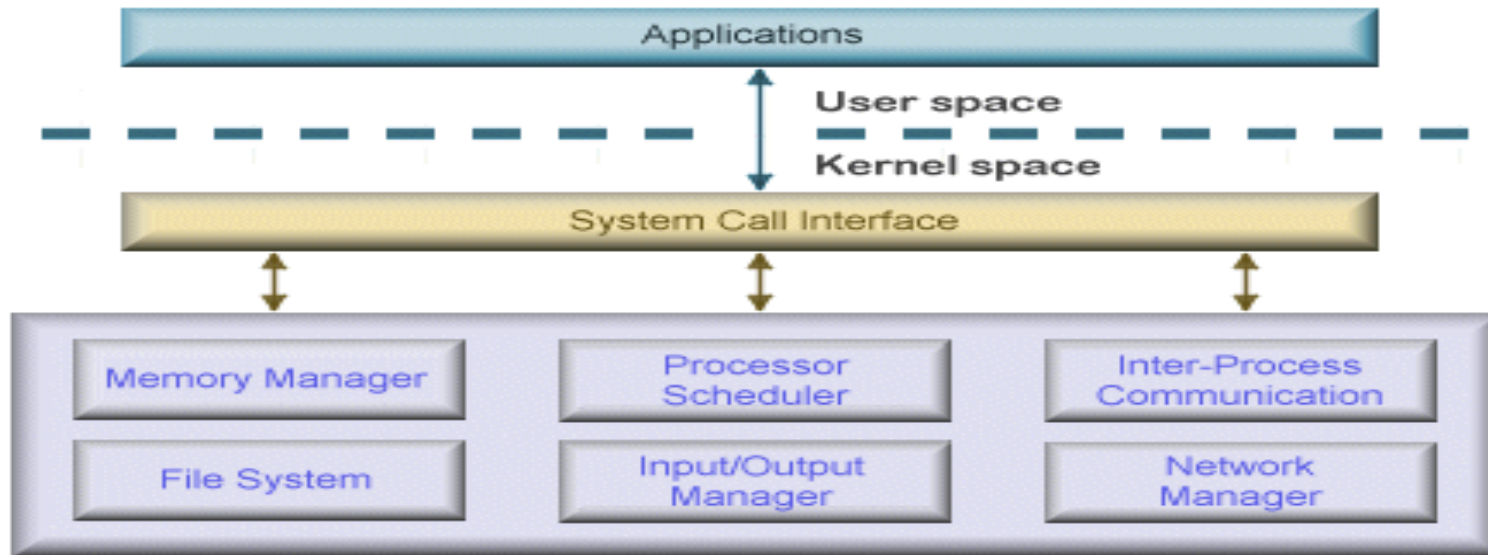 Applications
User space
Kernel space
System Call Interface
Memory Manager
Processor
Scheduler
Inter-Process
Communication
File System
Input/Output
Manager
Network
Manager